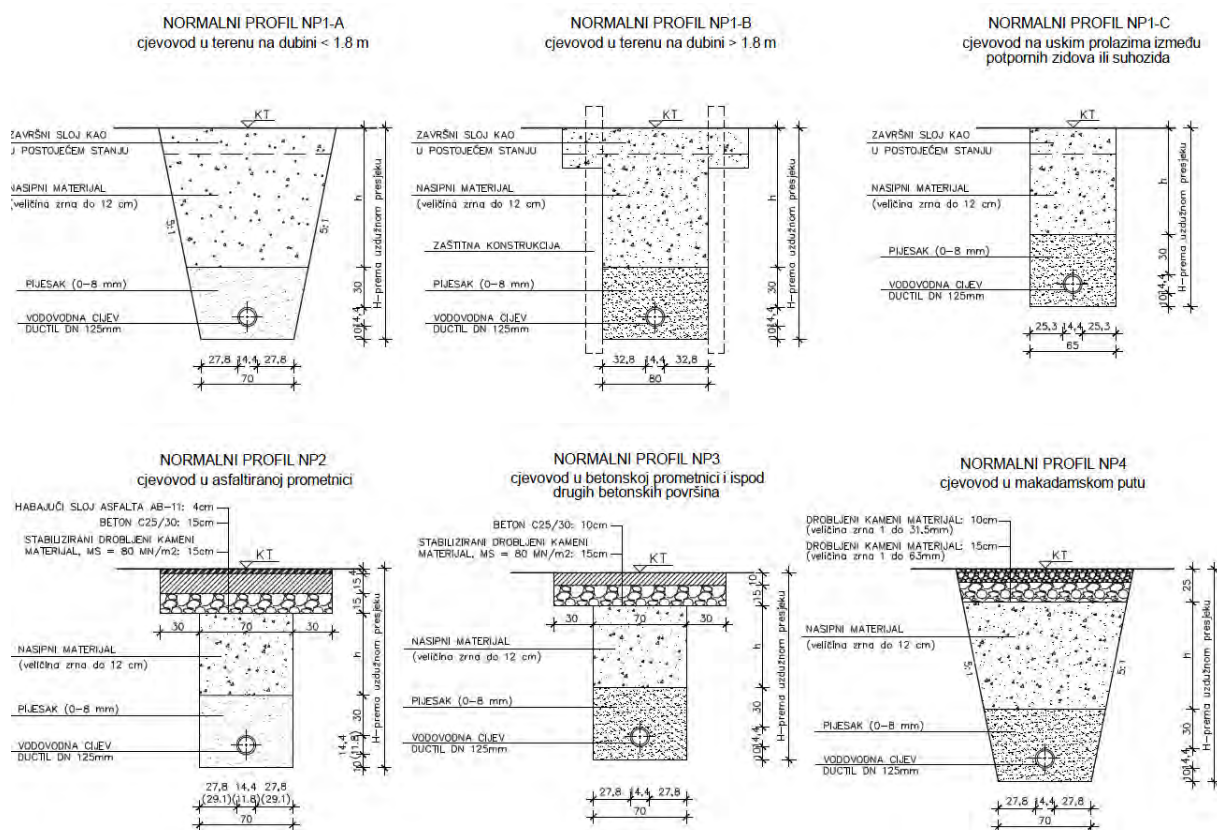 NORMALNI PROFIL NP1-A
cjevovod u terenu na dubini < 1.8 m
KT
ZAVRŠNI SLOJ KAO
U POSTOJEĆEM STANJU
NASIPNI MATERIJAL
(veličina zrna do 12 cm)
5:1
5:1
PIJESAK (0-8 mm)
VODOVODNA CIJEV
DUCTIL DN 125mm
h
30
14,4
10
H-prema uzdužnom presjeku
27,8 14,4 27,8
70
NORMALNI PROFIL NP1-B
cjevovod u terenu na dubini > 1.8 m
KT
ZAVRŠNI SLOJ KAO
U POSTOJEĆEM STANJU
NASIPNI MATERIJAL
(veličina zrna do 12 cm)
ZAŠTITNA KONSTRUKCIJA
PIJESAK (0-8 mm)
VODOVODNA CIJEV
DUCTIL DN 125mm
h
30
14,4
10
H-prema uzdužnom presjeku
32,8 14,4 32,8
80
NORMALNI PROFIL NP1-C
cjevovod na uskim prolazima između
potpornih zidova ili suhozida
KT
ZAVRŠNI SLOJ KAO
U POSTOJEĆEM STANJU
NASIPNI MATERIJAL
(veličina zrna do 12 cm)
PIJESAK (0-8 mm)
VODOVODNA CIJEV
DUCTIL DN 125mm
h
30
14,4
10
H-prema uzdužnom presjeku
25,3 14,4 25,3
65
NORMALNI PROFIL NP2
cjevovod u asfaltiranoj prometnici
HABAJUĆI SLOJ ASFALTA AB-11: 4cm
BETON C25/30: 15cm
STABILIZIRANI DROBLJENI KAMENI
MATERIJAL, MS = 80 MN/m2: 15cm
KT
30 70 30
NASIPNI MATERIJAL
(veličina zrna do 12 cm)
PIJESAK (0-8 mm)
VODOVODNA CIJEV
DUCTIL DN 125mm
4
15
15
h
30
14,4
(11,8)
10
H-prema uzdužnom presjeku
27,8 14,4 27,8
(29.1) (11.8) (29.1)
70
NORMALNI PROFIL NP3
cjevovod u betonskoj prometnici i ispod
drugih betonskih površina
BETON C25/30: 10cm
STABILIZIRANI DROBLJENI KAMENI
MATERIJAL, MS = 80 MN/m2: 15cm
KT
30 70 30
NASIPNI MATERIJAL
(veličina zrna do 12 cm)
PIJESAK (0-8 mm)
VODOVODNA CIJEV
DUCTIL DN 125mm
10
15
h
30
14,4
10
H-prema uzdužnom presjeku
27,8 14,4 27,8
70
NORMALNI PROFIL NP4
cjevovod u makadamskom putu
DROBLJENI KAMENI MATERIJAL: 10cm
(veličina zrna 1 do 31.5mm)
DROBLJENI KAMENI MATERIJAL: 15cm
(veličina zrna 1 do 63mm)
KT
NASIPNI MATERIJAL
(veličina zrna do 12 cm)
5:1
5:1
PIJESAK (0-8 mm)
VODOVODNA CIJEV
DUCTIL DN 125mm
25
h
30
14,4
10
H-prema uzdužnom presjeku
27,8 14,4 27,8
70